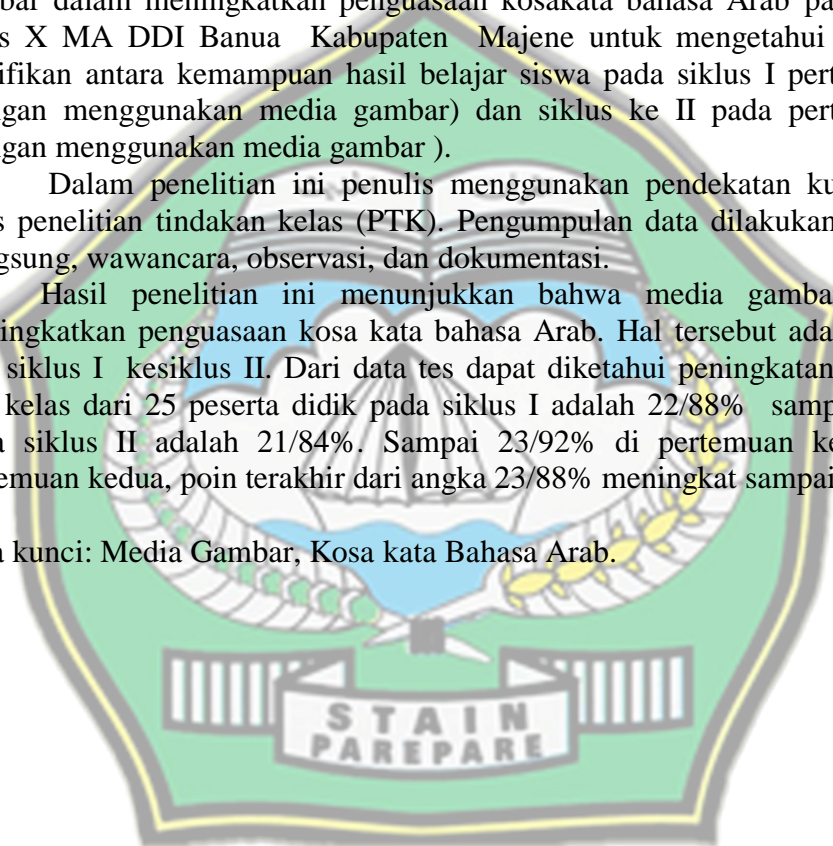 bar dalam meningkatkan penguasaan kosakata bahasa Arab pa
s X MA DDI Banua Kabupaten Majene untuk mengetahui
ifikan antara kemampuan hasil belajar siswa pada siklus I pert
ngan menggunakan media gambar) dan siklus ke II pada pert
ngan menggunakan media gambar ).
Dalam penelitian ini penulis menggunakan pendekatan ku
s penelitian tindakan kelas (PTK). Pengumpulan data dilakukan
gsung, wawancara, observasi, dan dokumentasi.
Hasil penelitian ini menunjukkan bahwa media gamba
ingkatkan penguasaan kosa kata bahasa Arab. Hal tersebut ada
siklus I kesiklus II. Dari data tes dapat diketahui peningkatan
kelas dari 25 peserta didik pada siklus I adalah 22/88% samp
a siklus II adalah 21/84%. Sampai 23/92% di pertemuan ke
emuan kedua, poin terakhir dari angka 23/88% meningkat sampai
a kunci: Media Gambar, Kosa kata Bahasa Arab.
STAIN
PAREPARE